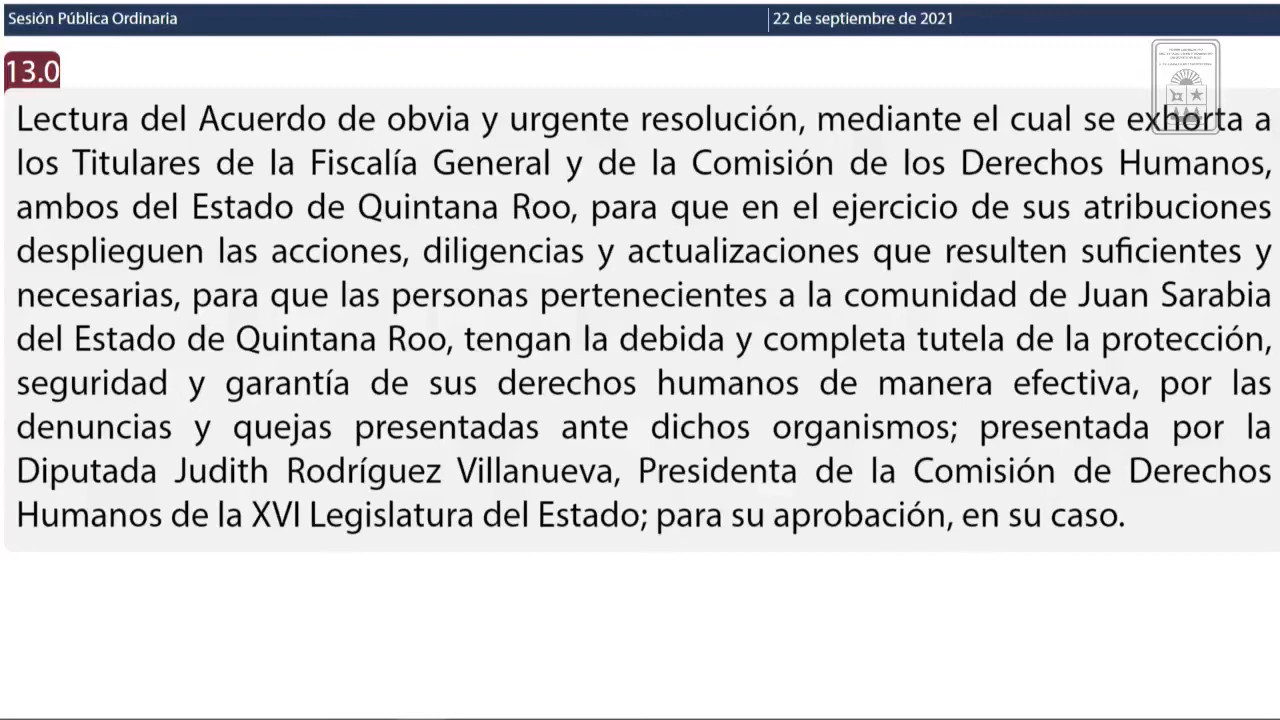 Sesión Pública Ordinaria
22 de septiembre de 2021
13.0
Lectura del Acuerdo de obvia y urgente resolución, mediante el cual se exhorta a
los Titulares de la Fiscalía General y de la Comisión de los Derechos Humanos,
ambos del Estado de Quintana Roo, para que en el ejercicio de sus atribuciones
desplieguen las acciones, diligencias y actualizaciones que resulten suficientes y
necesarias, para que las personas pertenecientes a la comunidad de Juan Sarabia
del Estado de Quintana Roo, tengan la debida y completa tutela de la protección,
seguridad y garantía de sus derechos humanos de manera efectiva, por las
denuncias y quejas presentadas ante dichos organismos; presentada por la
Diputada Judith Rodríguez Villanueva, Presidenta de la Comisión de Derechos
Humanos de la XVI Legislatura del Estado; para su aprobación, en su caso.